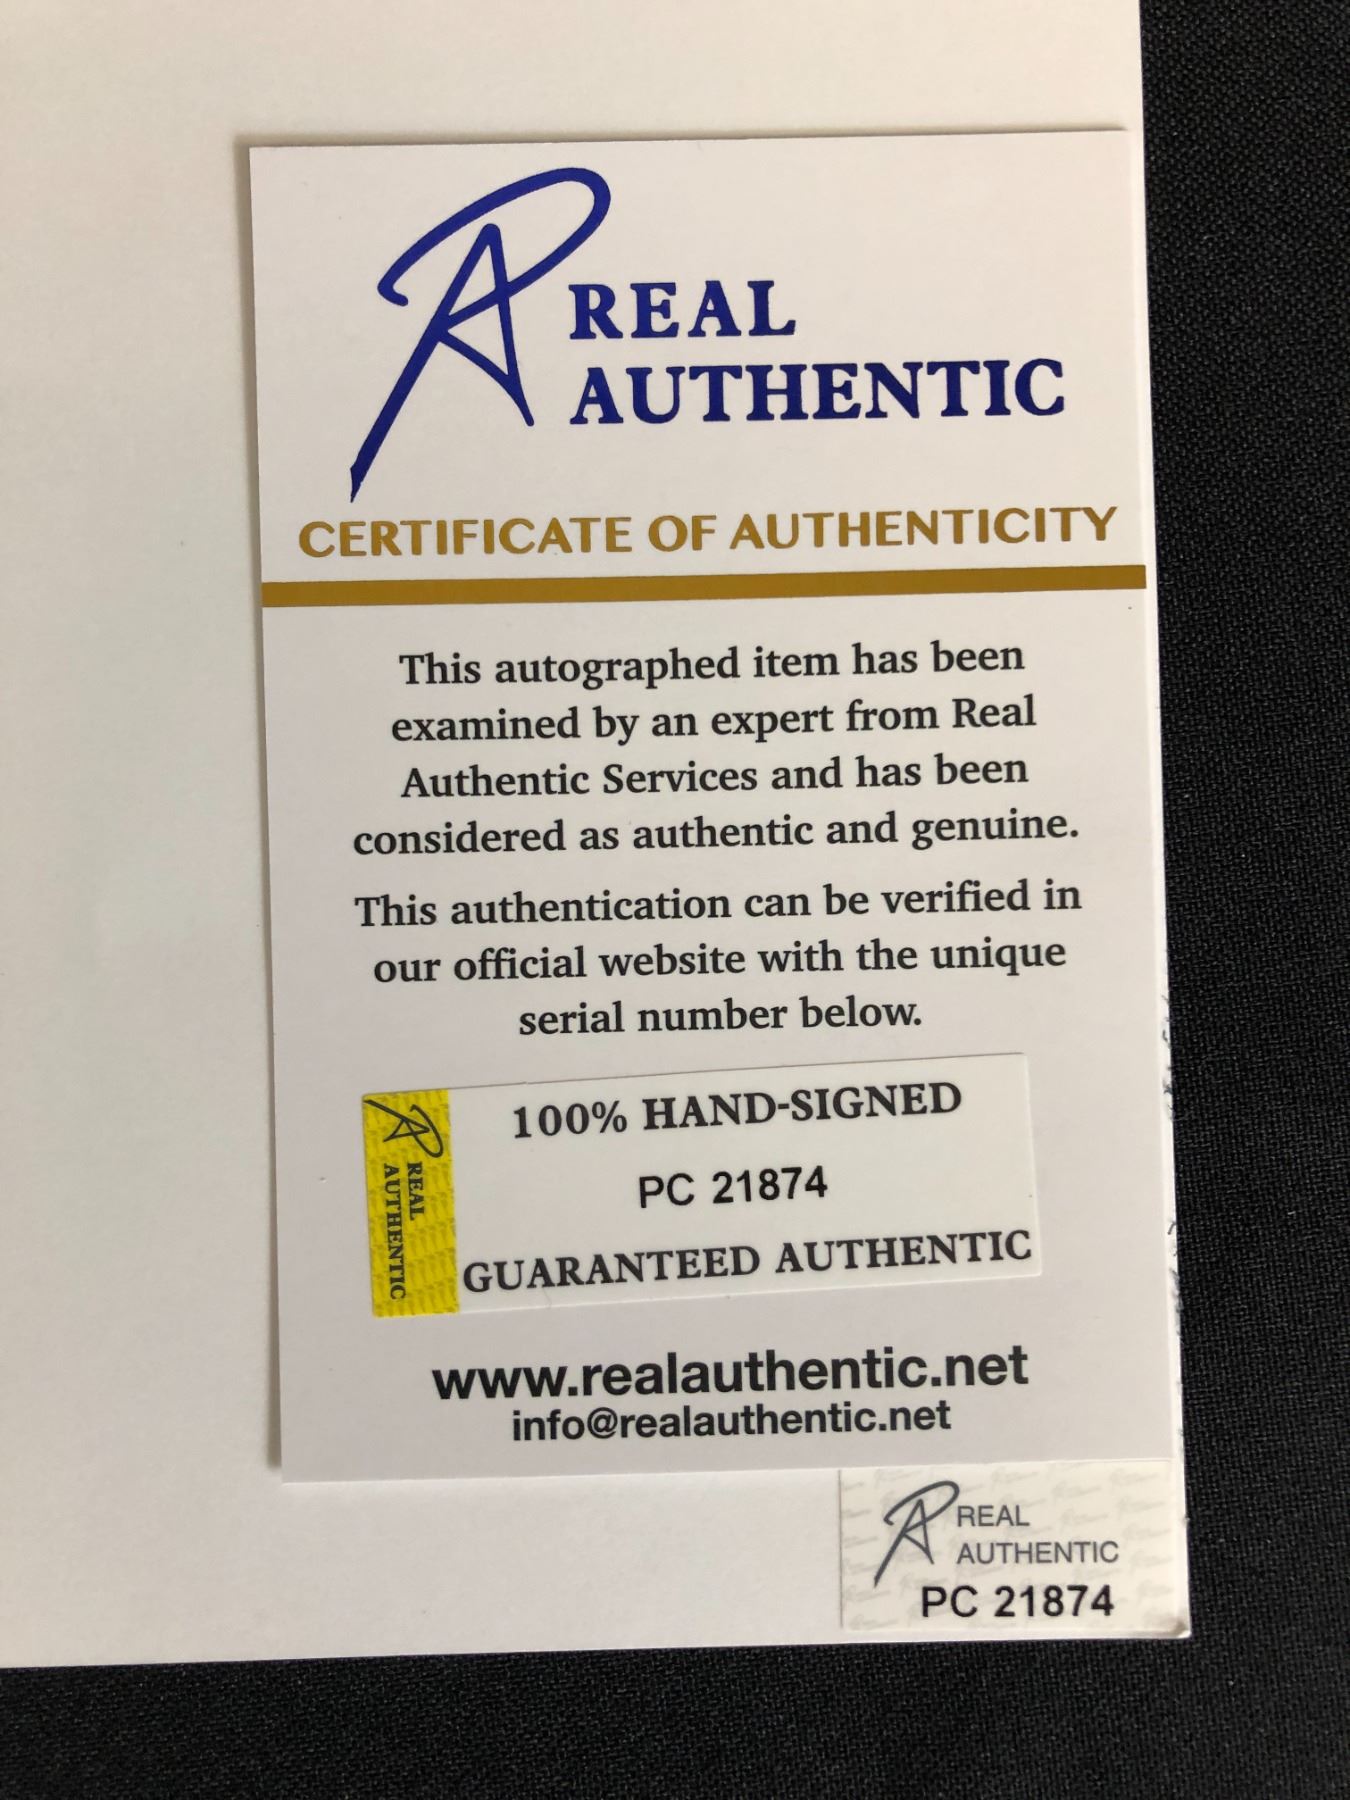 REAL
AUTHENTIC
CERTIFICATE OF AUTHENTICITY
This autographed item has been
examined by an expert from Real
Authentic Services and has been
considered as authentic and genuine.
This authentication can be verified in
our official website with the unique
serial number below.
REAL
AUTHENTIC
100% HAND-SIGNED
PC 21874
GUARANTEED AUTHENTIC
www.realauthentic.net
info@realauthentic.net
REAL
AUTHENTIC
PC 21874